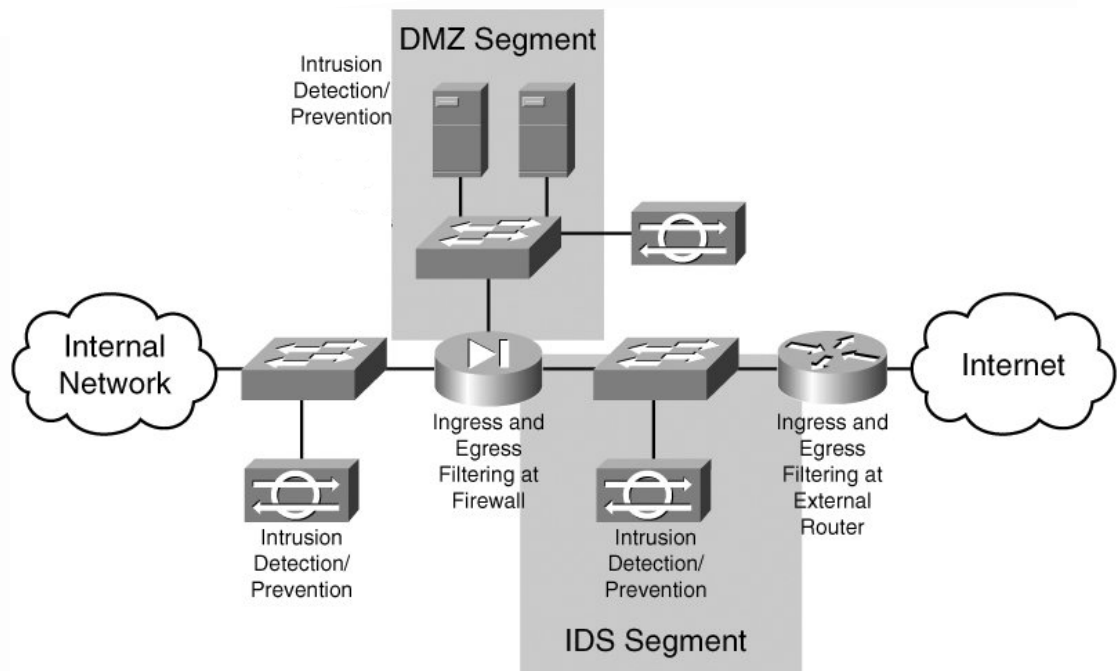 DMZ Segment
Intrusion
Detection/
Prevention
Internal
Network
Internet
Ingress and
Egress
Filtering at
Firewall
Ingress and
Egress
Filtering at
External
Router
Intrusion
Detection/
Prevention
Intrusion
Detection/
Prevention
IDS Segment